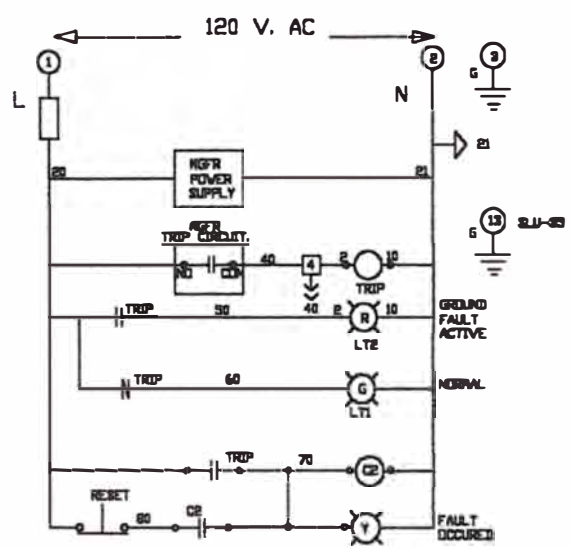 120 V. AC
1
2
3
G
L
N
21
20
NGFR
POWER
SUPPLY
21
NGFR
TRIP CIRCUIT.
NO
COM
40
4
2
10
TRIP
13
G
SLU-33
TRIP
50
40
2
R
10
LT2
GROUND
FAULT
ACTIVE
TRIP
60
G
LT1
NORMAL
TRIP
70
C2
RESET
80
C2
Y
FAULT
OCCURED